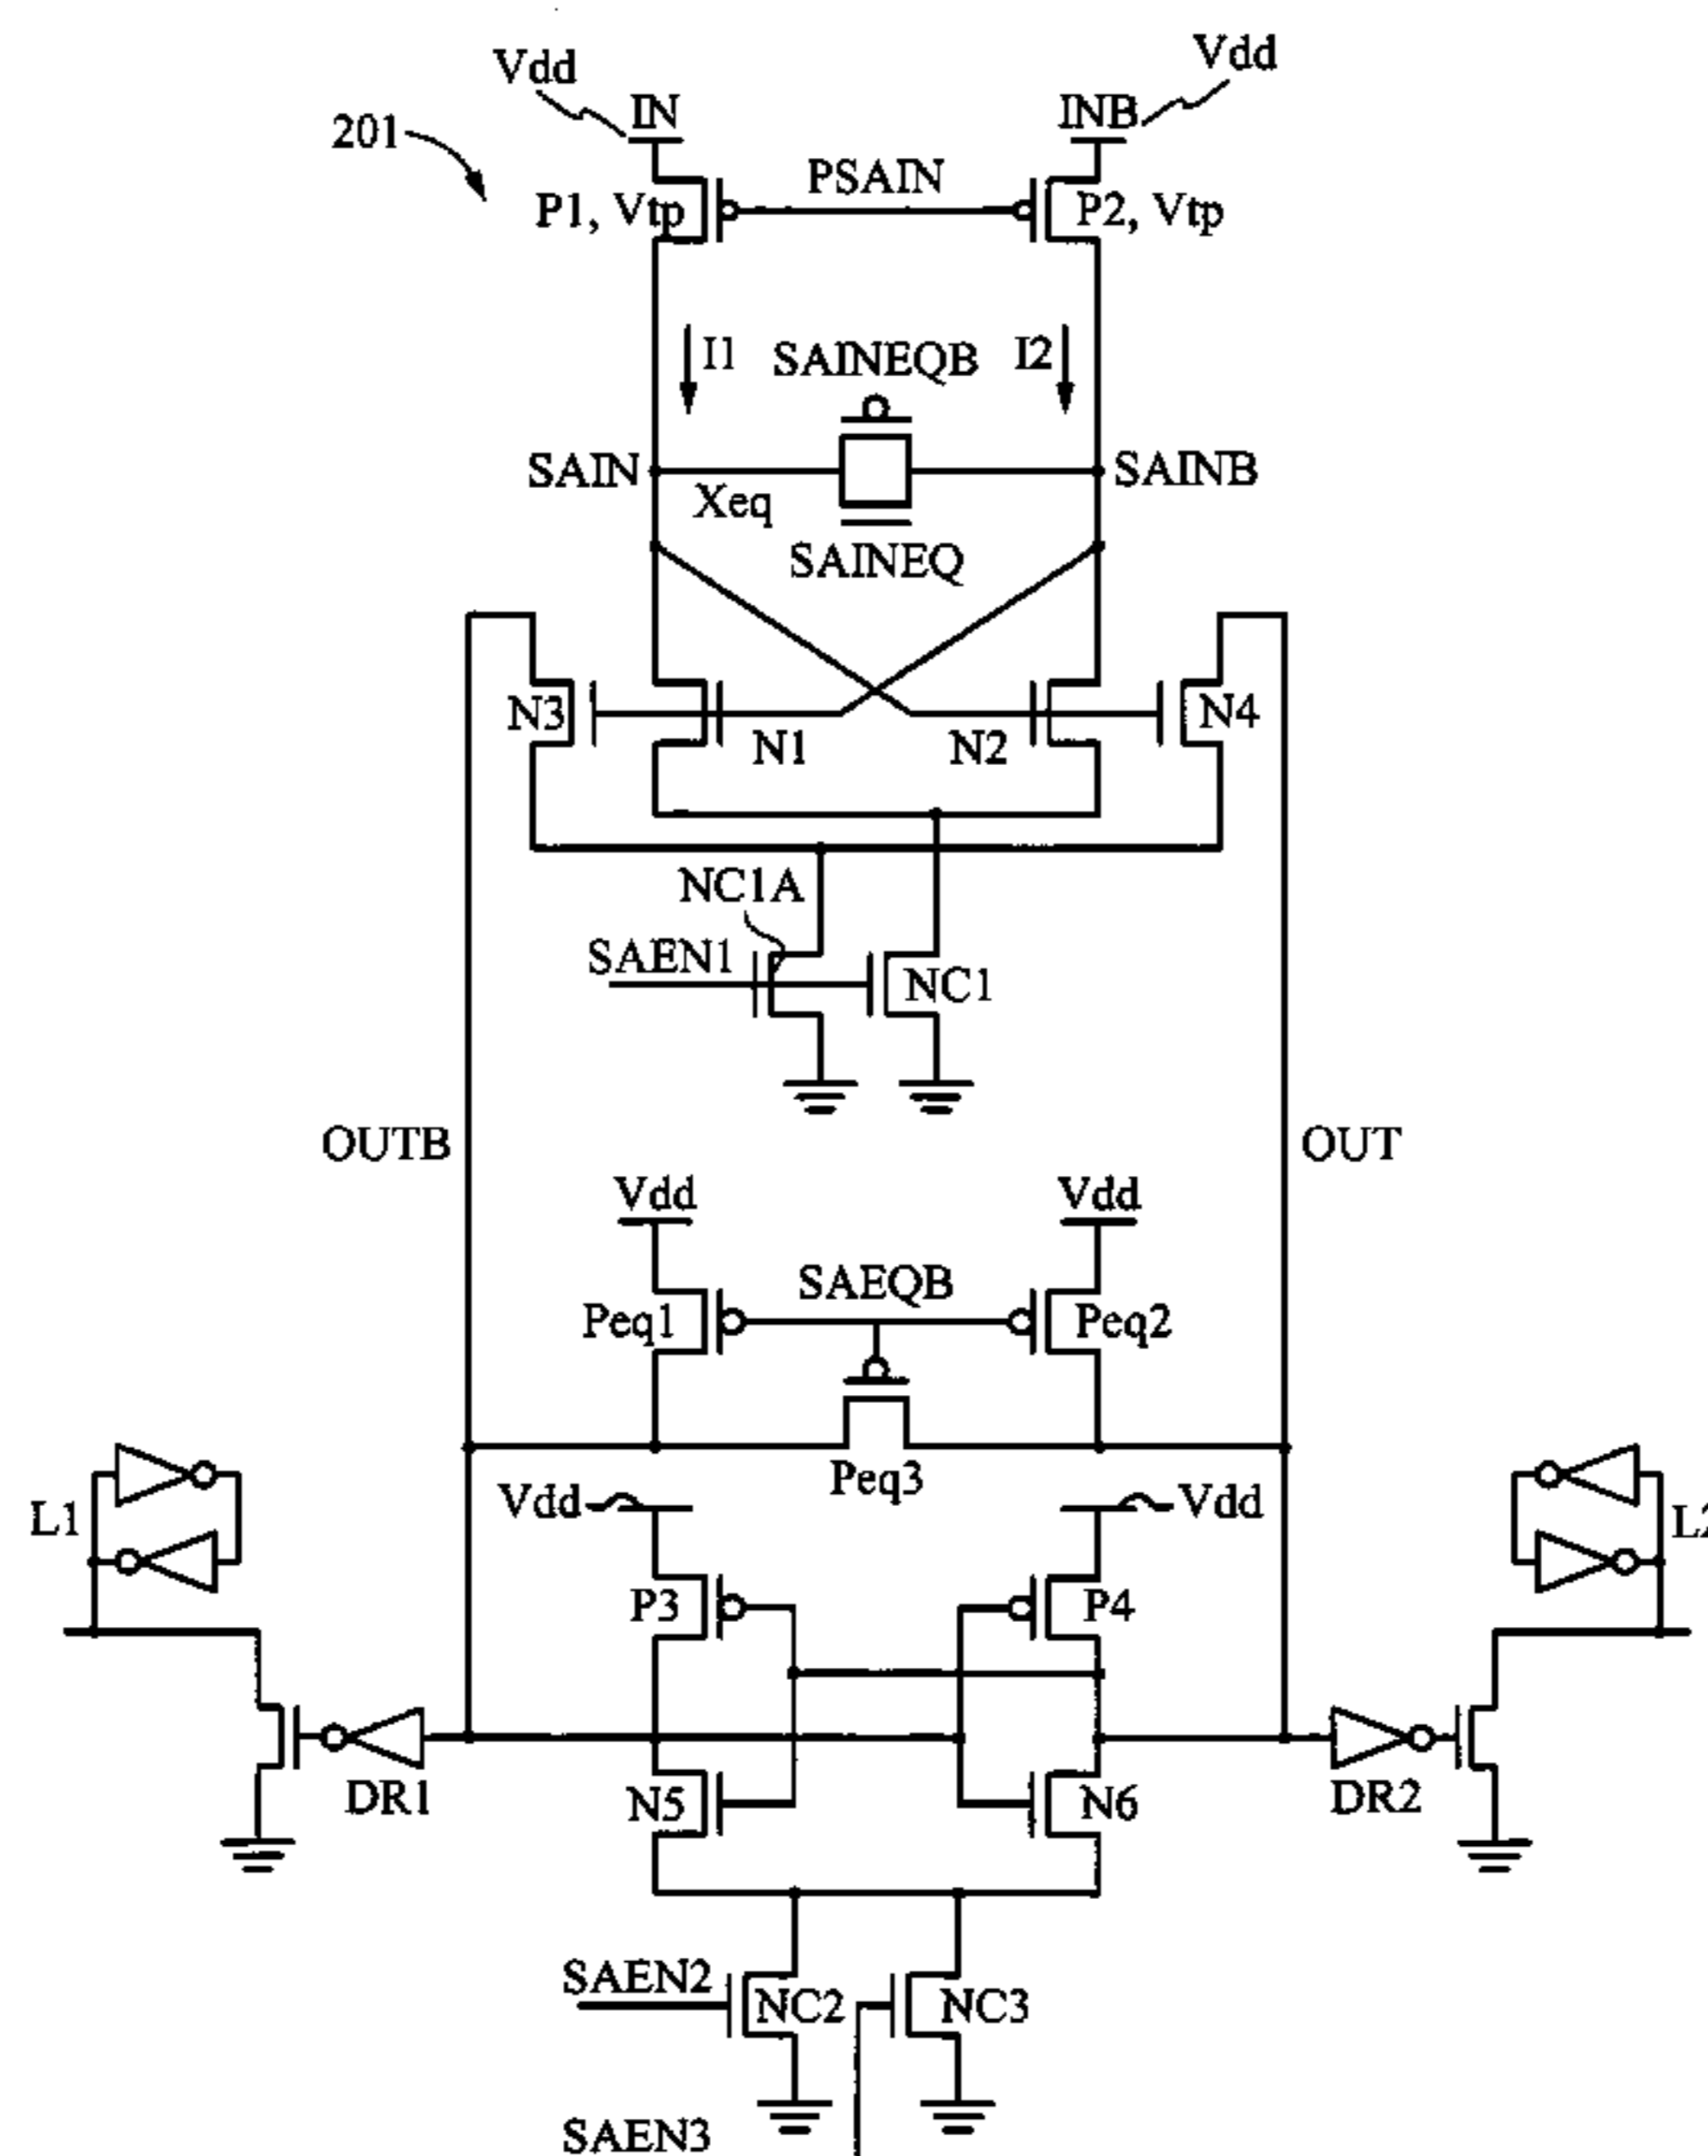 Vdd
Vdd
IN
INB
201
PSAIN
P1, Vtp
P2, Vtp
I1
SAINEQB
I2
SAIN
SAINB
Xeq
SAINEQ
N3
N1
N2
N4
NC1A
SAEN1
NC1
OUTB
OUT
Vdd
Vdd
SAEQB
Peq1
Peq2
Peq3
Vdd
Vdd
L1
P3
P4
N5
N6
DR1
DR2
SAEN2
NC2
NC3
SAEN3